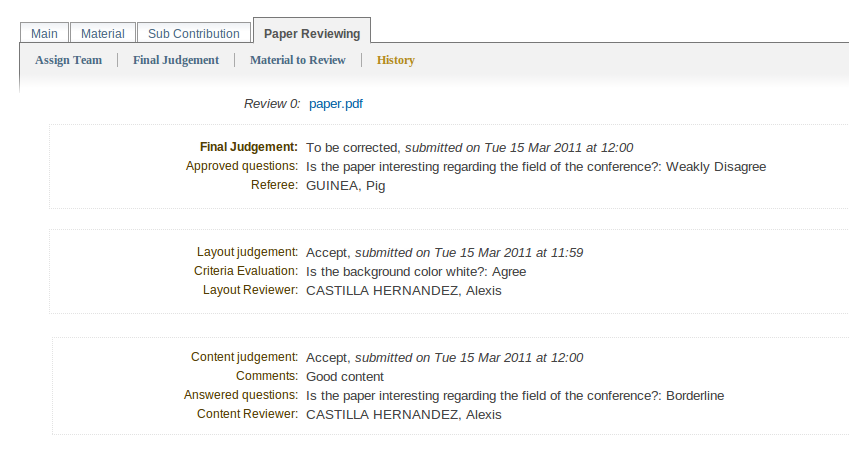 Main Material Sub Contribution Paper Reviewing
Assign Team Final Judgement Material to Review History
Review 0: paper.pdf
Final Judgement: To be corrected, submitted on Tue 15 Mar 2011 at 12:00
Approved questions: Is the paper interesting regarding the field of the conference?: Weakly Disagree
Referee: GUINEA, Pig
Layout judgement: Accept, submitted on Tue 15 Mar 2011 at 11:59
Criteria Evaluation: Is the background color white?: Agree
Layout Reviewer: CASTILLA HERNANDEZ, Alexis
Content judgement: Accept, submitted on Tue 15 Mar 2011 at 12:00
Comments: Good content
Answered questions: Is the paper interesting regarding the field of the conference?: Borderline
Content Reviewer: CASTILLA HERNANDEZ, Alexis